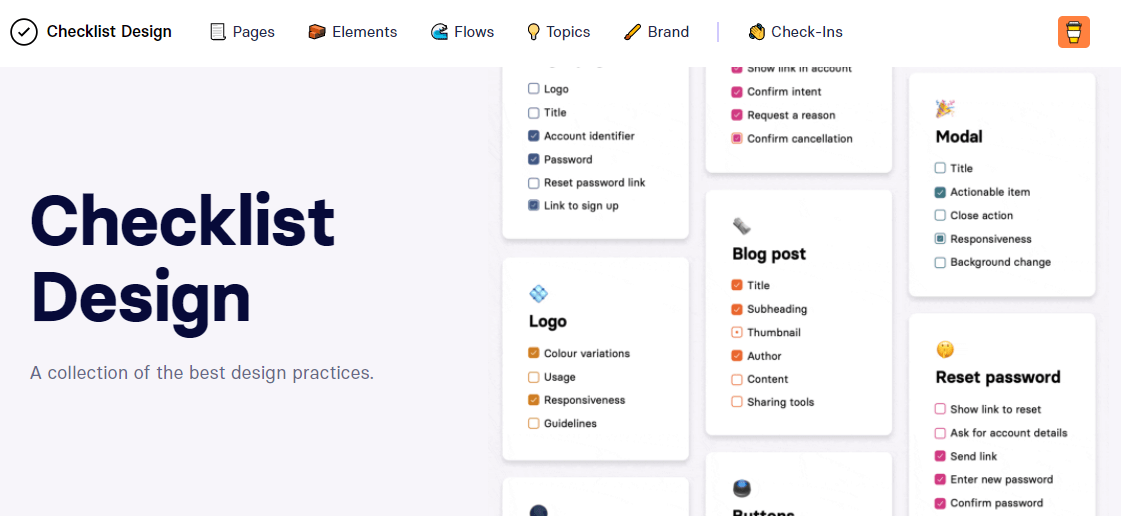 Checklist Design
Pages
Elements
Flows
Topics
Brand
Check-Ins
Checklist
Design
A collection of the best design practices.
Logo
Title
Account identifier
Password
Reset password link
Link to sign up
Logo
Colour variations
Usage
Responsiveness
Guidelines
Show link in account
Confirm intent
Request a reason
Confirm cancellation
Blog post
Title
Subheading
Thumbnail
Author
Content
Sharing tools
Buttons
Modal
Title
Actionable item
Close action
Responsiveness
Background change
Reset password
Show link to reset
Ask for account details
Send link
Enter new password
Confirm password